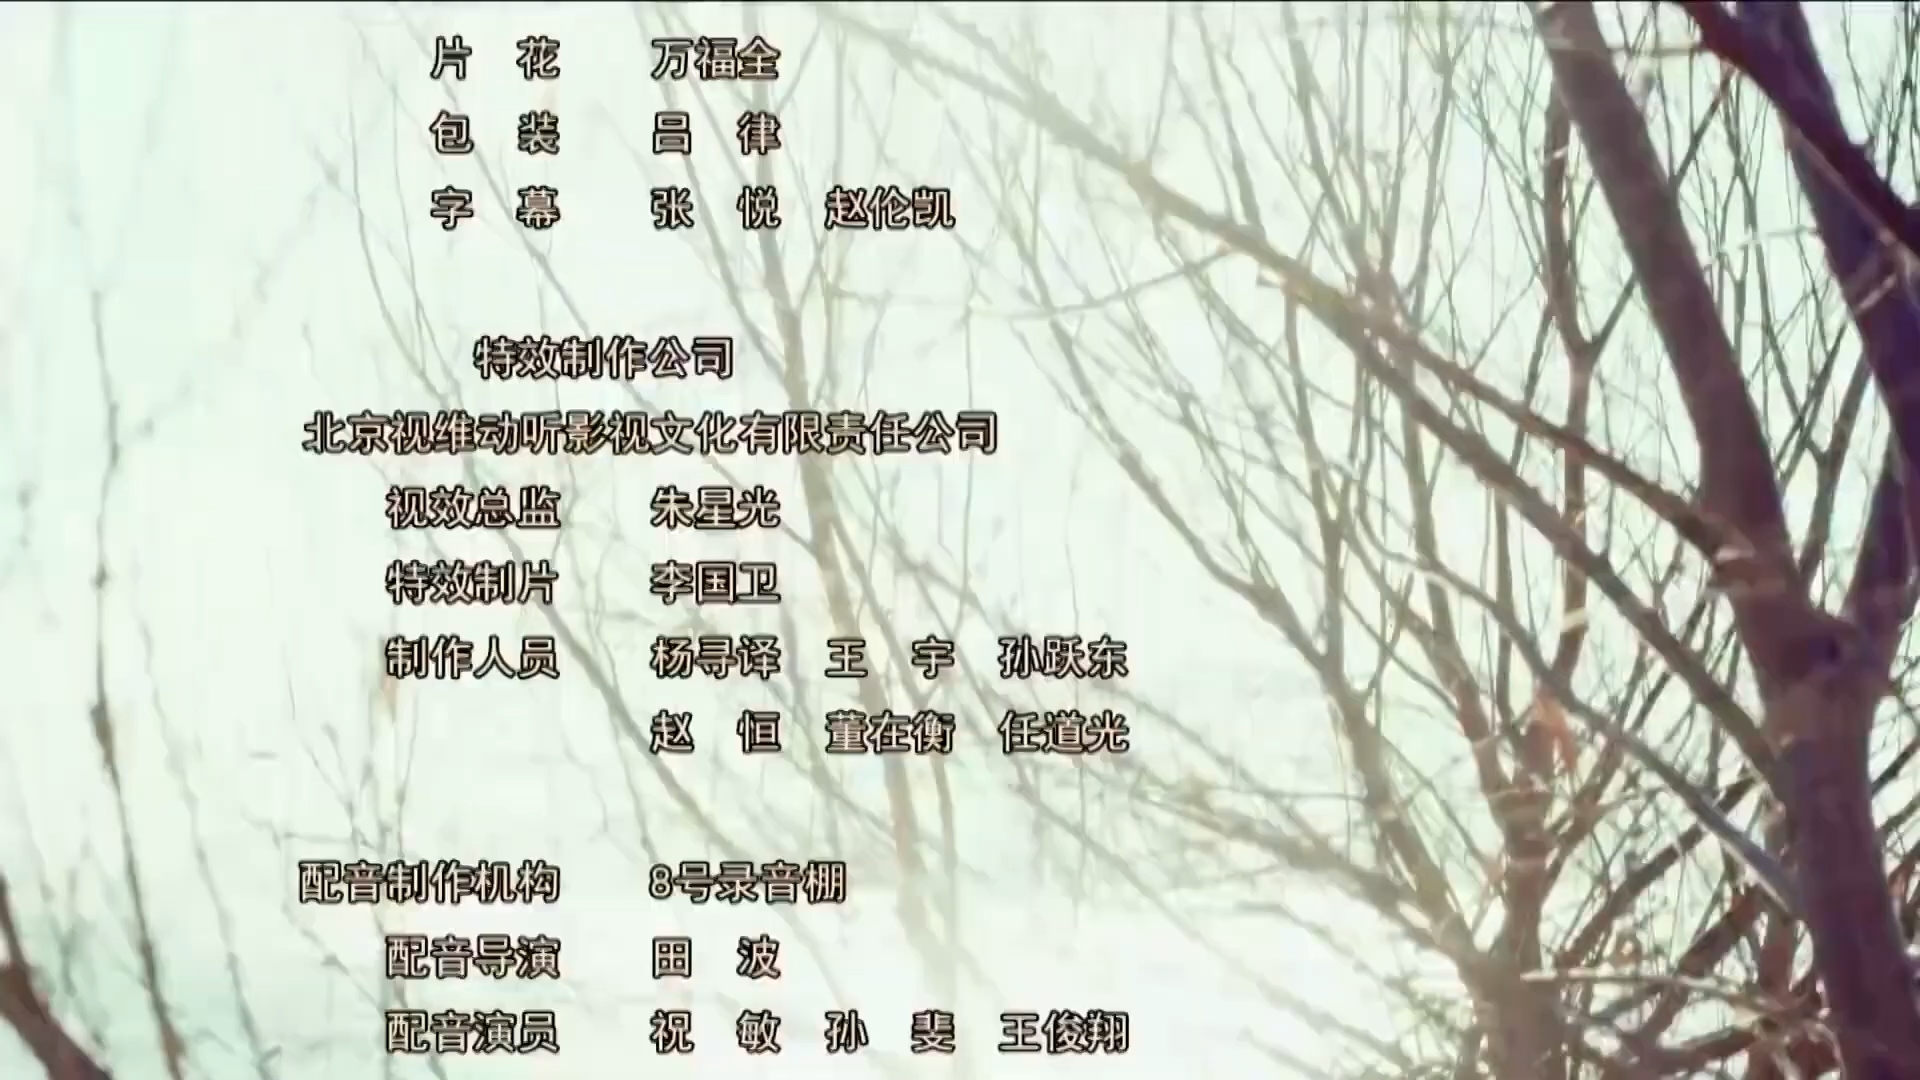 片 花 万福全
包 装 吕 律
字 幕 张 悦 赵伦凯
特效制作公司
北京视维动听影视文化有限责任公司
视效总监 朱星光
特效制片 李国卫
制作人员 杨寻译 王 宇 孙跃东
赵 恒 董在衡 任道光
配音制作机构 8号录音棚
配音导演 田 波
配音演员 祝 敏 孙 斐 王俊翔